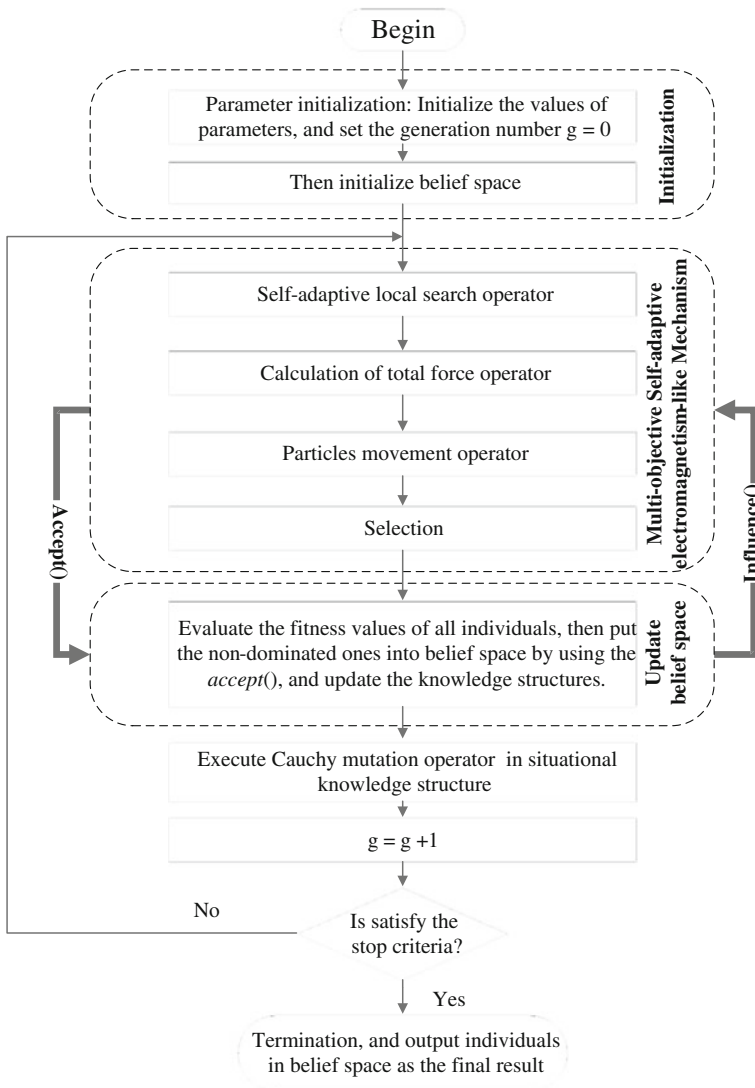 Begin
Parameter initialization: Initialize the values of
parameters, and set the generation number g = 0
Then initialize belief space
Initialization
Self-adaptive local search operator
Calculation of total force operator
Particles movement operator
Selection
Multi-objective Self-adaptive
electromagnetism-like Mechanism
Accept()
Influence()
Evaluate the fitness values of all individuals, then put
the non-dominated ones into belief space by using the
accept(), and update the knowledge structures.
Update
belief space
Execute Cauchy mutation operator in situational
knowledge structure
g = g +1
No
Is satisfy the
stop criteria?
Yes
Termination, and output individuals
in belief space as the final result